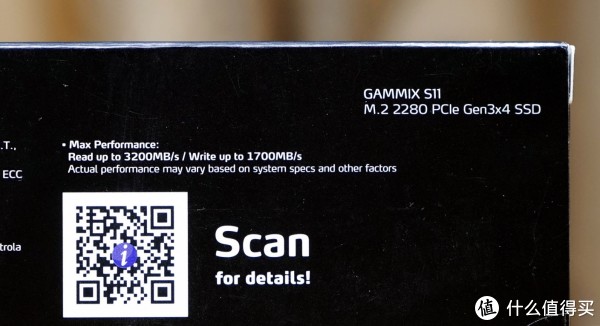 GAMMIX S11
M.2 2280 PCIe Gen3x4 SSD
.T.,
ECC
trola
• Max Performance:
Read up to 3200MB/s / Write up to 1700MB/s
Actual performance may vary based on system specs and other factors
i
Scan
for details!
值 什么值得买